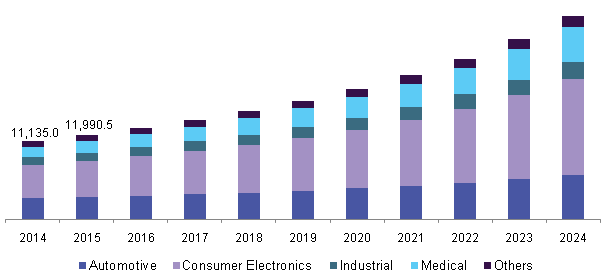 11,135.0
11,990.5
2014 2015 2016 2017 2018 2019 2020 2021 2022 2023 2024
Automotive Consumer Electronics Industrial Medical Others